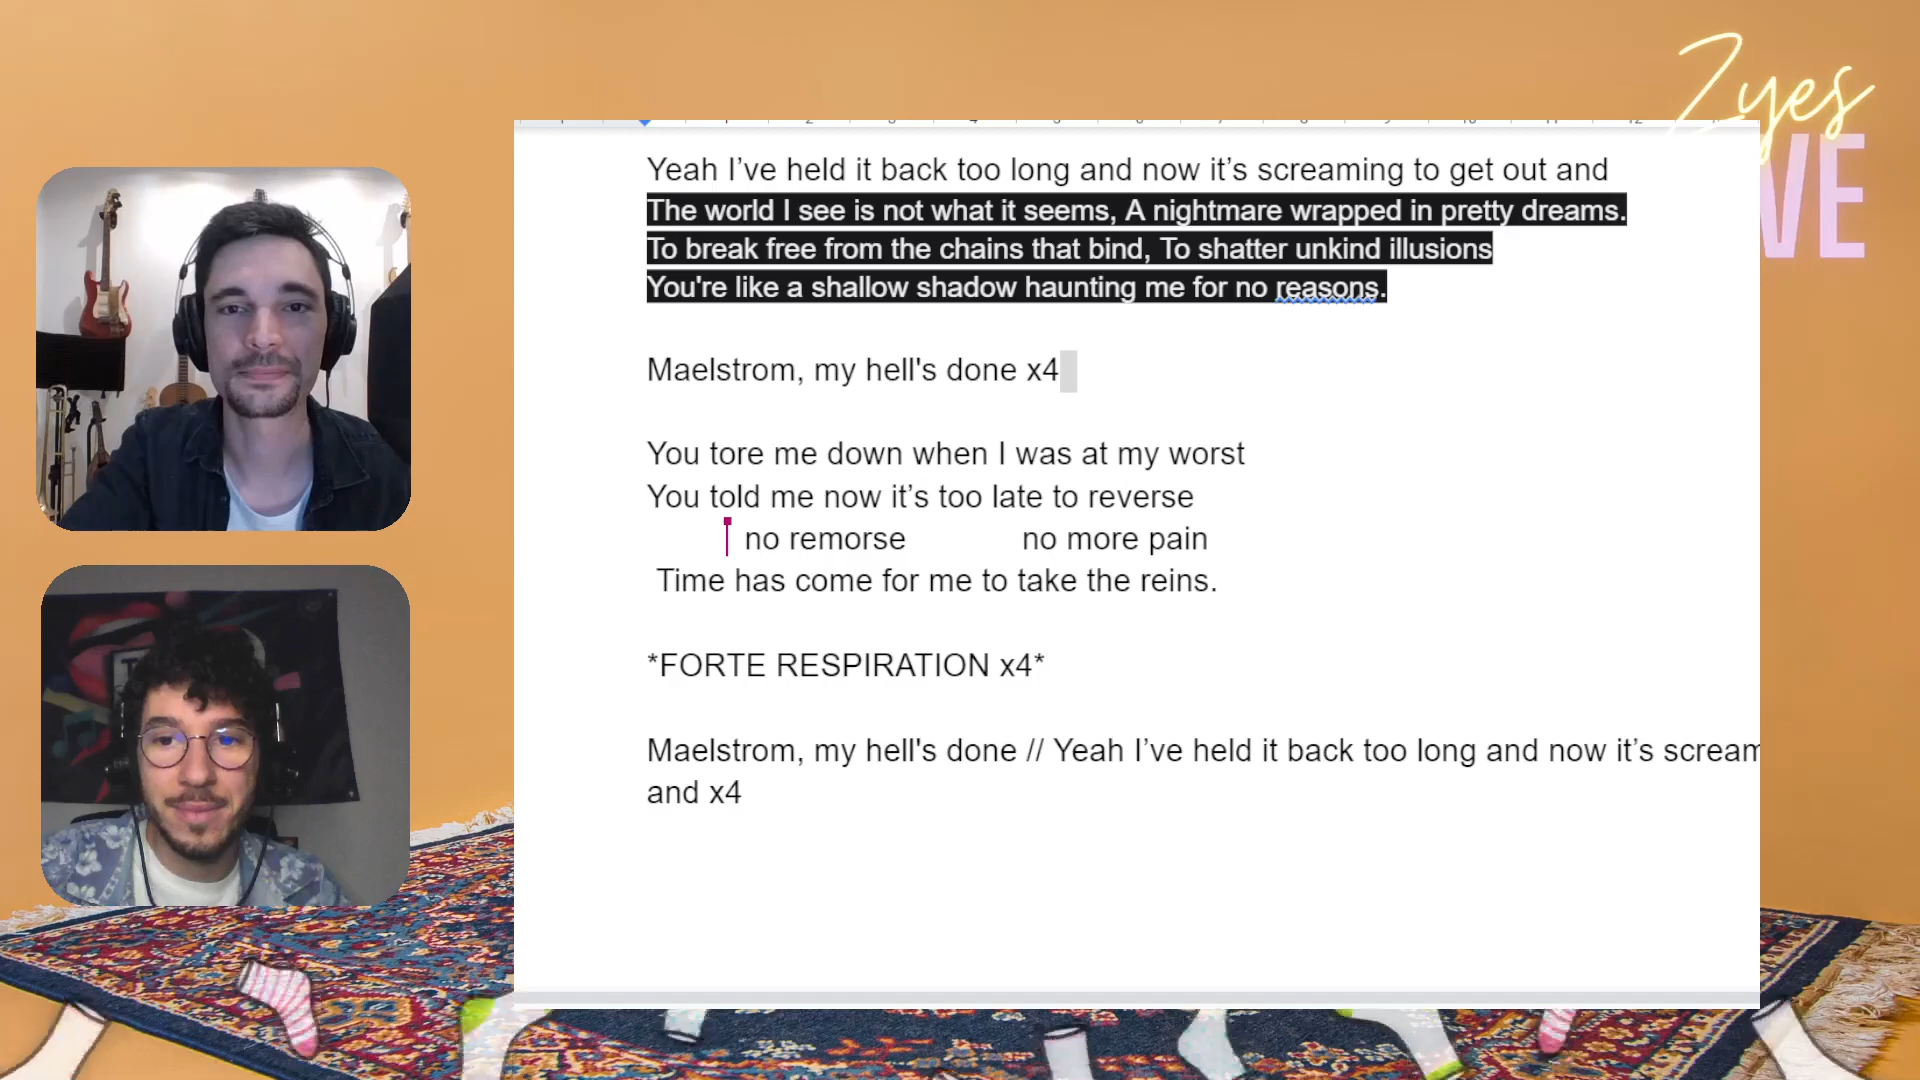 Zyes
VE
Yeah I’ve held it back too long and now it’s screaming to get out and
The world I see is not what it seems, A nightmare wrapped in pretty dreams.
To break free from the chains that bind, To shatter unkind illusions
You're like a shallow shadow haunting me for no reasons.
Maelstrom, my hell's done x4
You tore me down when I was at my worst
You told me now it’s too late to reverse
no remorse no more pain
Time has come for me to take the reins.
*FORTE RESPIRATION x4*
Maelstrom, my hell's done // Yeah I’ve held it back too long and now it’s scream
and x4